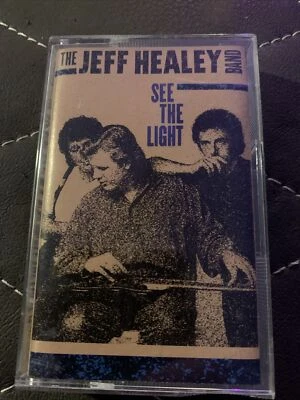 THE JEFF HEALEY BAND
SEE
THE
LIGHT